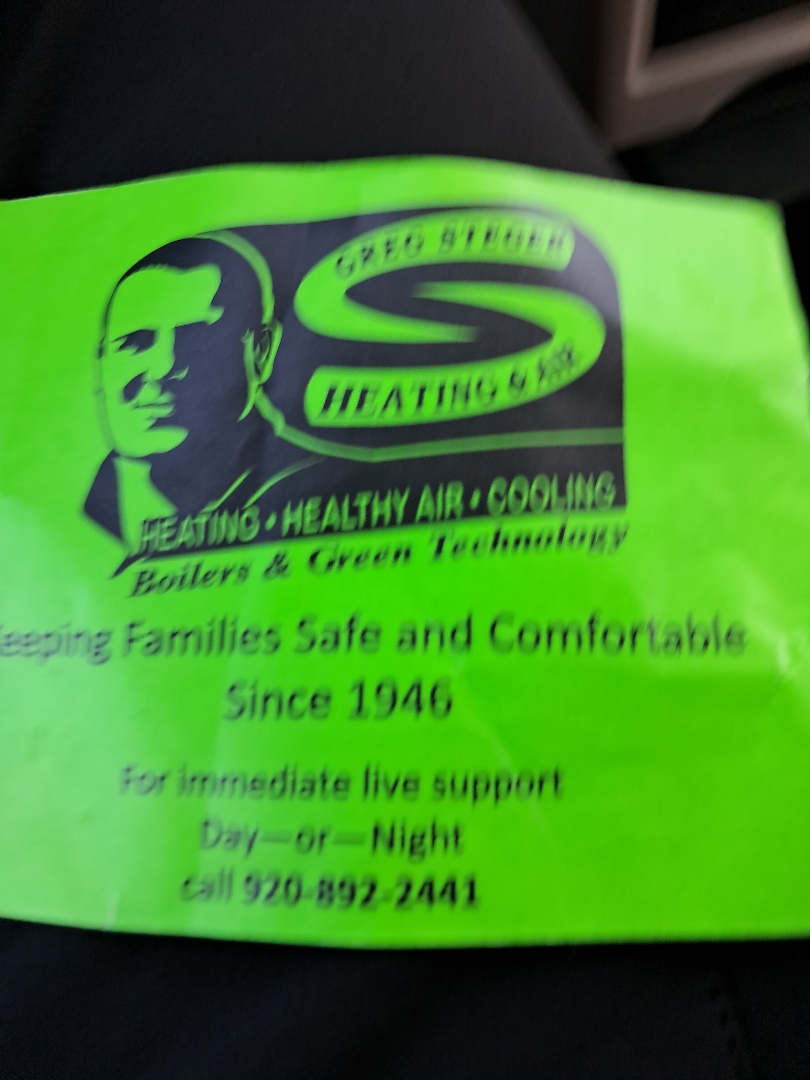 GREG STEGER
HEATING & AIR
HEATING • HEALTHY AIR • COOLING
Boilers & Green Technology
Keeping Families Safe and Comfortable
Since 1946
For immediate live support
Day—or—Night
call 920-892-2441